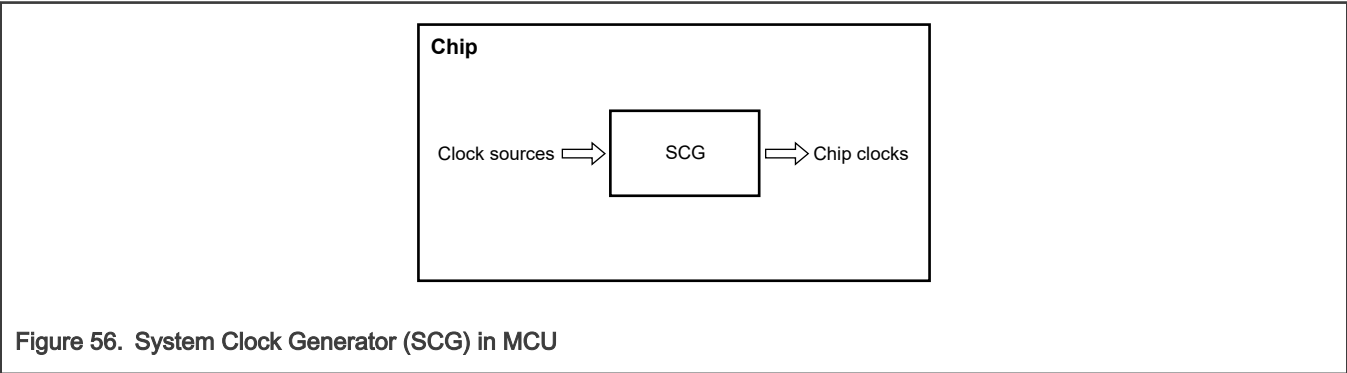 Chip
Clock sources SCG Chip clocks
Figure 56. System Clock Generator (SCG) in MCU